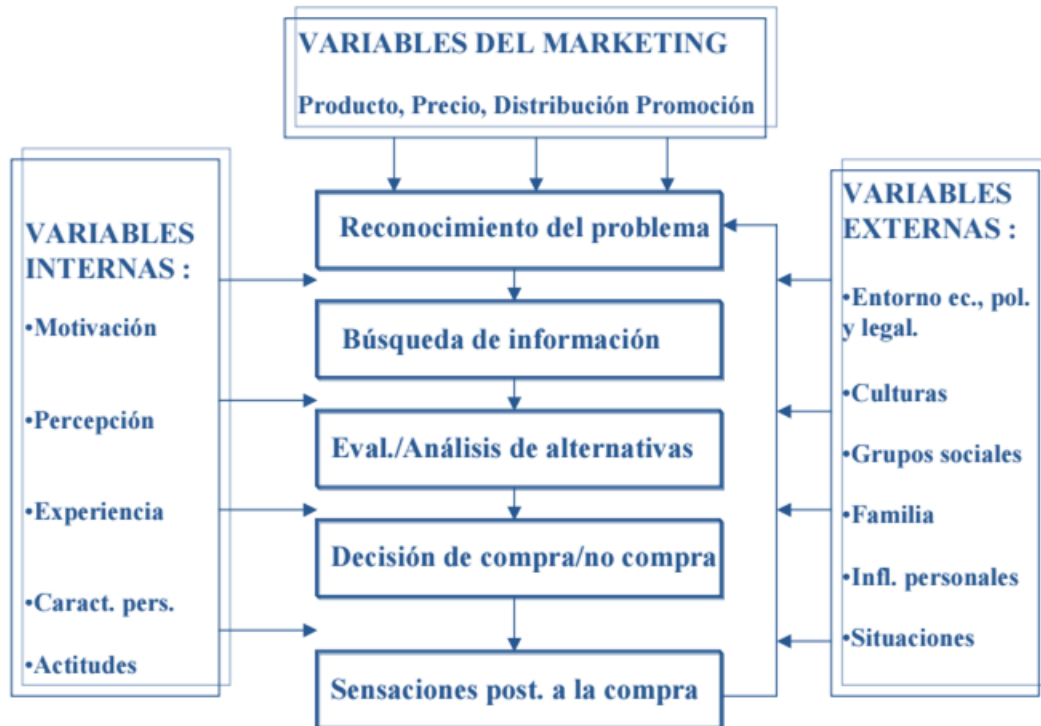 VARIABLES DEL MARKETING
Producto, Precio, Distribución Promoción
VARIABLES
INTERNAS :
•Motivación
•Percepción
•Experiencia
•Caract. pers.
•Actitudes
Reconocimiento del problema
Búsqueda de información
Eval./Análisis de alternativas
Decisión de compra/no compra
Sensaciones post. a la compra
VARIABLES
EXTERNAS :
•Entorno ec., pol.
y legal.
•Culturas
•Grupos sociales
•Familia
•Infl. personales
•Situaciones